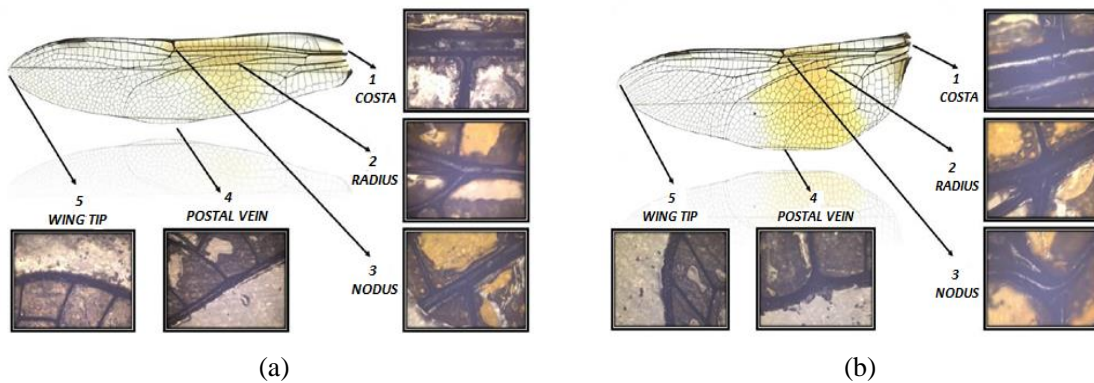 1
COSTA
2
RADIUS
3
NODUS
4
POSTAL VEIN
5
WING TIP
(a)
1
COSTA
2
RADIUS
3
NODUS
4
POSTAL VEIN
5
WING TIP
(b)